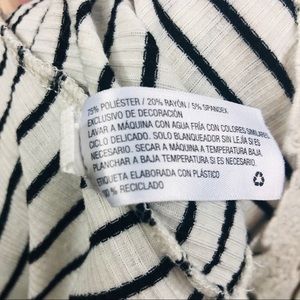 75% POLIÉSTER / 20% RAYÓN / 5% SPANDEX
EXCLUSIVO DE DECORACIÓN
LAVAR A MÁQUINA CON AGUA FRÍA CON COLORES SIMILARES
CICLO DELICADO. SOLO BLANQUEADOR SIN LEJÍA SI ES
NECESARIO. SECAR A MÁQUINA A TEMPERATURA BAJA.
PLANCHAR A BAJA TEMPERATURA SI ES NECESARIO.
ETIQUETA ELABORADA CON PLÁSTICO
RECICLADO